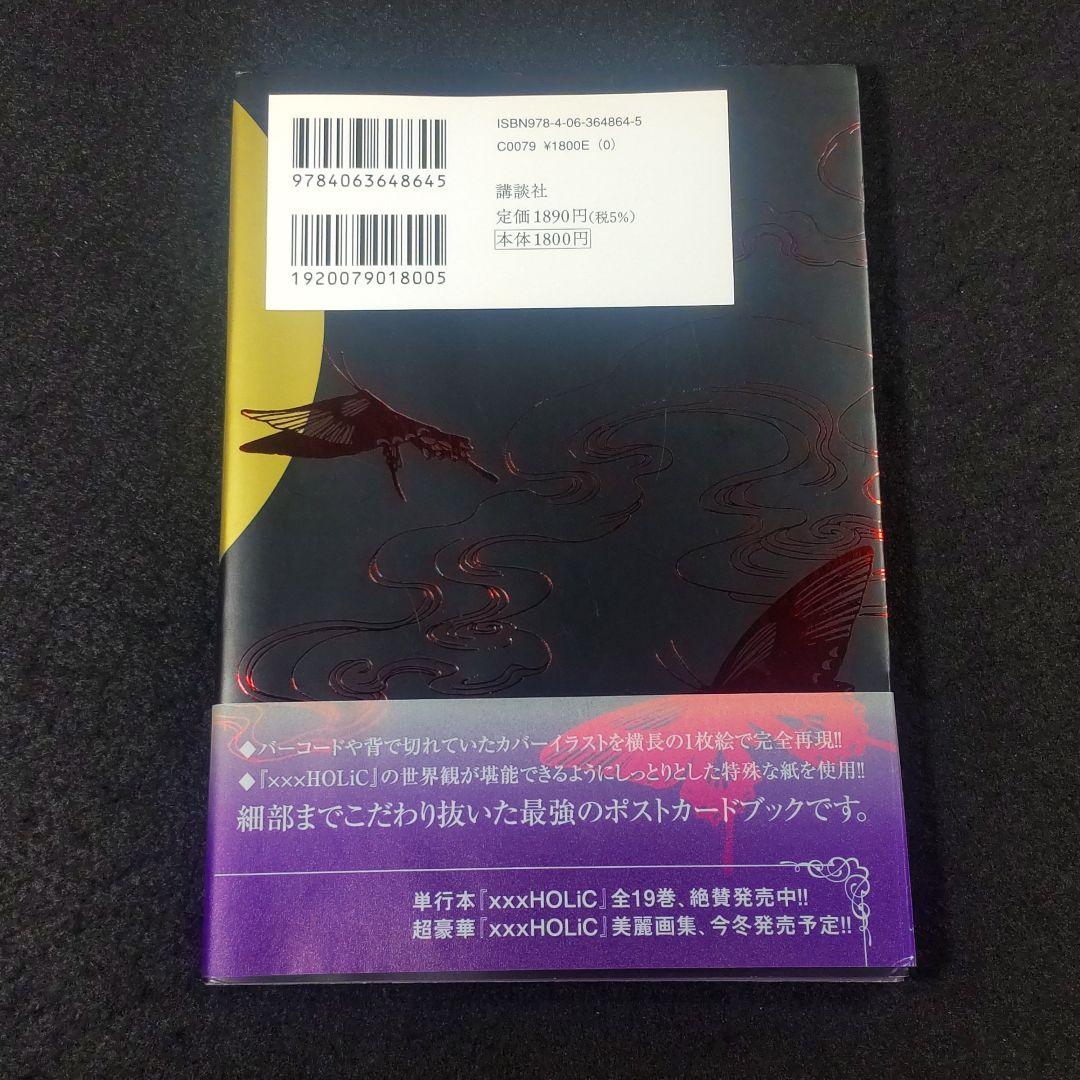 ISBN978-4-06-364864-5
C0079 ¥1800E (0)
9784063648645
講談社
定価1890円(税5%)
本体1800円
1920079018005
◆バーコードや背で切れていたカバーイラストを横長の1枚絵で完全再現!!
◆『×××HOLiC』の世界観が堪能できるようにしっとりとした特殊な紙を使用!!
細部までこだわり抜いた最強のポストカードブックです。
単行本『xxxHOLiC』全19巻、絶賛発売中!!
超豪華『xxxHOLiC』美麗画集、今冬発売予定!!